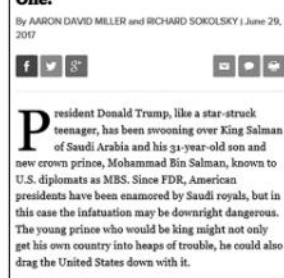 One.
By AARON DAVID MILLER and RICHARD SOKOLSKY | June 29,
2017
f g+
President Donald Trump, like a star-struck
teenager, has been swooning over King Salman
of Saudi Arabia and his 31-year-old son and
new crown prince, Mohammad Bin Salman, known to
U.S. diplomats as MBS. Since FDR, American
presidents have been enamored by Saudi royals, but in
this case the infatuation may be downright dangerous.
The young prince who would be king might not only
get his own country into heaps of trouble, he could also
drag the United States down with it.